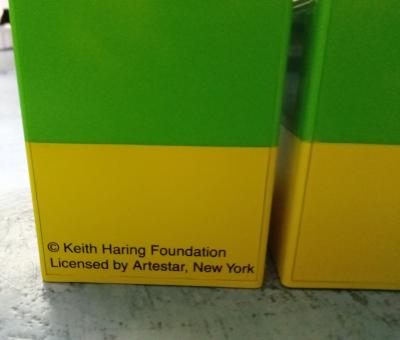 © Keith Haring Foundation
Licensed by Artestar, New York